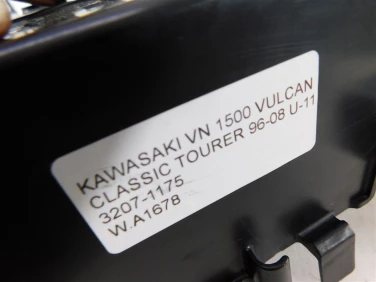 KAWASAKI VN 1500 VULCAN
CLASSIC TOURER 96-08 U-11
3207-1175
W.A1678